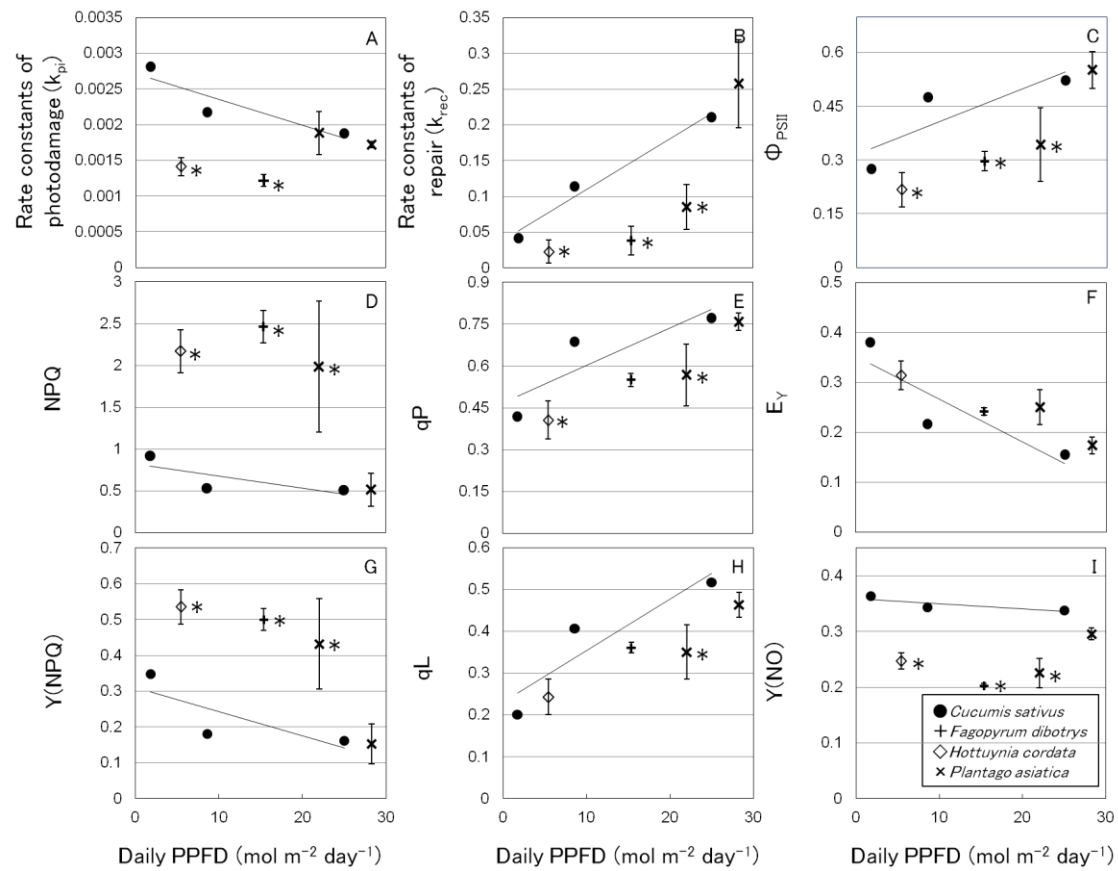 A
Rate constants of
photodamage (kpi)
0.0035
0.003
0.0025
0.002
0.0015
0.001
0.0005
0
*
*
B
Rate constants of
repair (krec)
0.35
0.3
0.25
0.2
0.15
0.1
0.05
0
*
*
*
C
ΦPSII
0.6
0.45
0.3
0.15
0
*
*
*
D
NPQ
3
2.5
2
1.5
1
0.5
0
*
*
*
E
qP
0.9
0.75
0.6
0.45
0.3
0.15
0
*
*
*
F
EY
0.5
0.4
0.3
0.2
0.1
0
G
Y(NPQ)
0.7
0.6
0.5
0.4
0.3
0.2
0.1
0
*
*
*
0 10 20 30
Daily PPFD (mol m⁻² day⁻¹)
H
qL
0.6
0.5
0.4
0.3
0.2
0.1
0
*
0 10 20 30
Daily PPFD (mol m⁻² day⁻¹)
I
Y(NO)
0.4
0.3
0.2
0.1
0
*
*
*
Cucumis sativus
Fagopyrum dibotrys
Hottuynia cordata
Plantago asiatica
0 10 20 30
Daily PPFD (mol m⁻² day⁻¹)